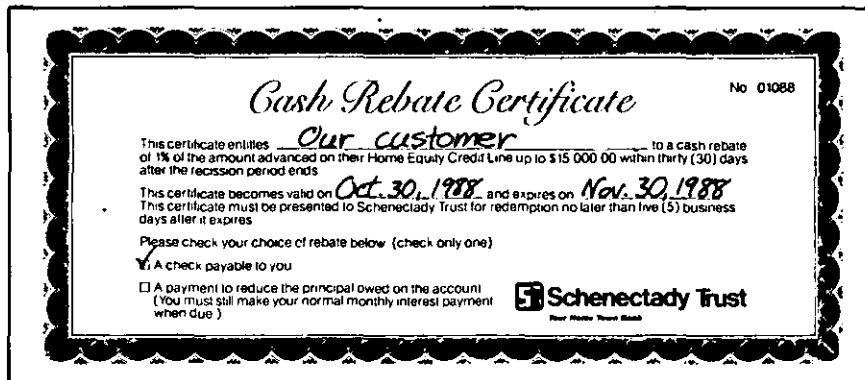 Cash Rebate Certificate
No 01088
This certificate entitles Our customer to a cash rebate
of 1% of the amount advanced on their Home Equity Credit Line up to $15 000 00 within thirty (30) days
after the recission period ends
This certificate becomes valid on Oct. 30, 1988 and expires on Nov. 30, 1988
This certificate must be presented to Schenectady Trust for redemption no later than five (5) business
days after it expires
Please check your choice of rebate below (check only one)
A check payable to you
A payment to reduce the principal owed on the account
(You must still make your normal monthly interest payment
when due )
Schenectady Trust
Your Home Town Bank